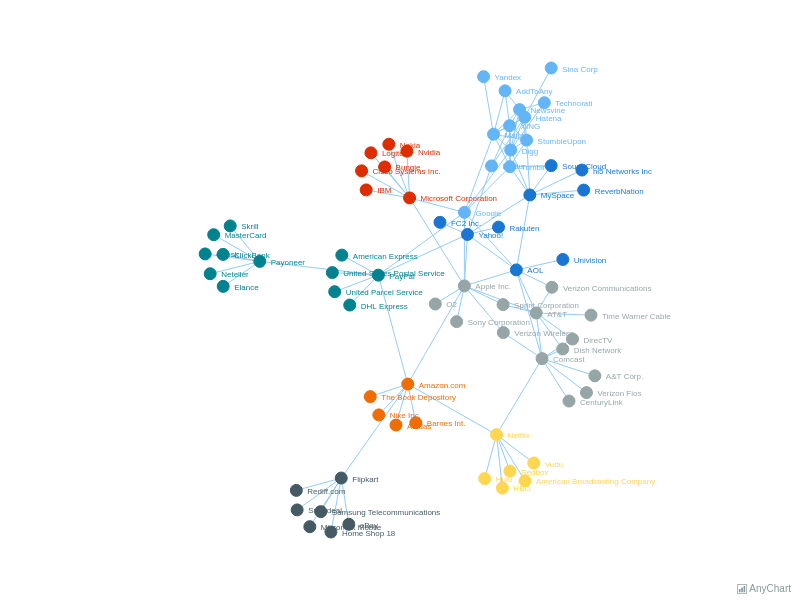 Sina Corp
Yandex
AddToAny
Technorati
Newsvine
Hatena
XING
StumbleUpon
Nokia
Nvidia
Digg
Bungie
Cisco Systems Inc.
SoundCloud
hi5 Networks Inc
IBM
ReverbNation
Microsoft Corporation
MySpace
Google
FC2 Inc.
Skrill
Rakuten
MasterCard
Yahoo!
ClickBank
American Express
Payoneer
Univision
AOL
Neteller
United States Postal Service
PayPal
Elance
Apple Inc.
Verizon Communications
United Parcel Service
DHL Express
O2
Sprint Corporation
AT&T
Time Warner Cable
Sony Corporation
Verizon Wireless
DirecTV
Dish Network
Comcast
A&T Corp.
Amazon.com
Verizon Fios
The Book Depository
CenturyLink
Nike Inc.
Barnes Int.
Netflix
Vudu
Redbox
Flipkart
American Broadcasting Company
HBO
Rediff.com
Snapdeal
Samsung Telecommunications
eBay
Home Shop 18
AnyChart